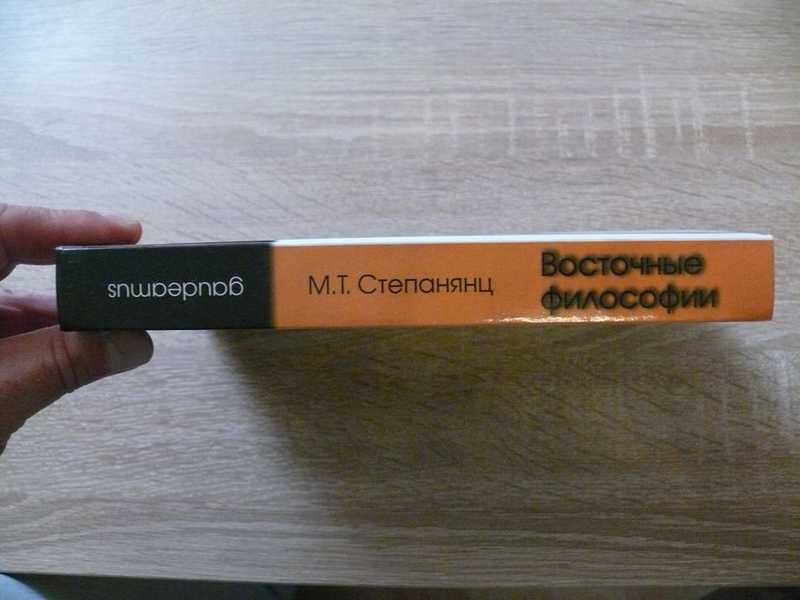 gaudeamus
М.Т. Степанянц
Восточные
философии